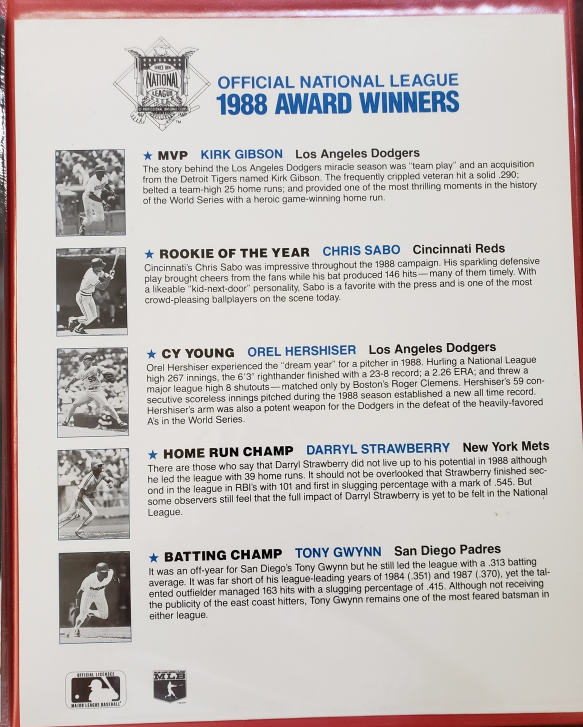 SINCE 1876
NATIONAL
LEAGUE
OFFICIAL NATIONAL LEAGUE
1988 AWARD WINNERS
★ MVP KIRK GIBSON Los Angeles Dodgers
The story behind the Los Angeles Dodgers miracle season was "team play" and an acquisition
from the Detroit Tigers named Kirk Gibson. The frequently crippled veteran hit a solid .290;
belted a team-high 25 home runs; and provided one of the most thrilling moments in the history
of the World Series with a heroic game-winning home run.
★ ROOKIE OF THE YEAR CHRIS SABO Cincinnati Reds
Cincinnati's Chris Sabo was impressive throughout the 1988 campaign. His sparkling defensive
play brought cheers from the fans while his bat produced 146 hits—many of them timely. With
a likeable "kid-next-door" personality, Sabo is a favorite with the press and is one of the most
crowd-pleasing ballplayers on the scene today.
★ CY YOUNG OREL HERSHISER Los Angeles Dodgers
Orel Hershiser experienced the "dream year" for a pitcher in 1988. Hurling a National League
high 267 innings, the 6'3" righthander finished with a 23-8 record; a 2.26 ERA; and threw a
major league high 8 shutouts—matched only by Boston's Roger Clemens. Hershiser's 59 con-
secutive scoreless innings pitched during the 1988 season established a new all time record.
Hershiser's arm was also a potent weapon for the Dodgers in the defeat of the heavily-favored
A's in the World Series.
★ HOME RUN CHAMP DARRYL STRAWBERRY New York Mets
There are those who say that Darryl Strawberry did not live up to his potential in 1988 although
he led the league with 39 home runs. It should not be overlooked that Strawberry finished sec-
ond in the league in RBI's with 101 and first in slugging percentage with a mark of .545. But
some observers still feel that the full impact of Darryl Strawberry is yet to be felt in the National
League.
★ BATTING CHAMP TONY GWYNN San Diego Padres
It was an off-year for San Diego's Tony Gwynn but he still led the league with a .313 batting
average. It was far short of his league-leading years of 1984 (.351) and 1987 (.370), yet the tal-
ented outfielder managed 163 hits with a slugging percentage of .415. Although not receiving
the publicity of the east coast hitters, Tony Gwynn remains one of the most feared batsman in
either league.
OFFICIAL LICENSEE
MAJOR LEAGUE BASEBALL
MLB